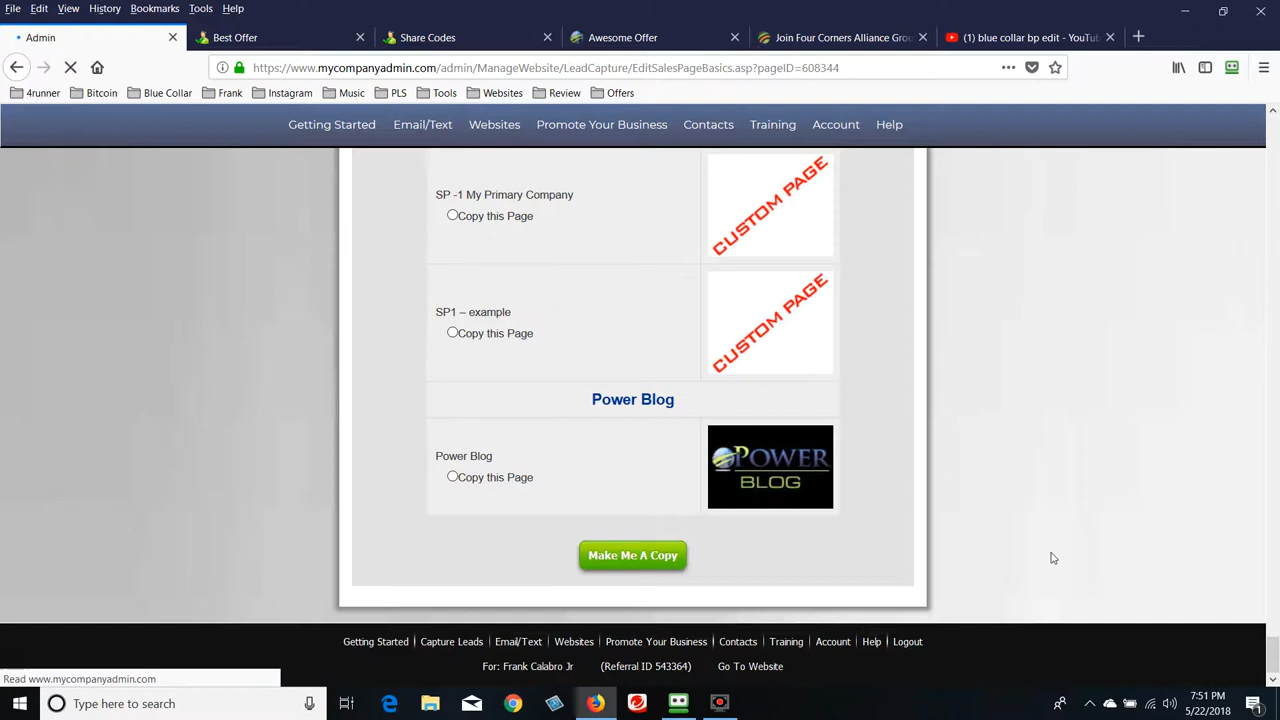 File Edit View History Bookmarks Tools Help
Admin Best Offer Share Codes Awesome Offer Join Four Corners Alliance Grou (1) blue collar bp edit - YouTu
https://www.mycompanyadmin.com/admin/ManageWebsite/LeadCapture/EditSalesPageBasics.asp?pageID=608344
4runner Bitcoin Blue Collar Frank Instagram Music PLS Tools Websites Review Offers
Getting Started Email/Text Websites Promote Your Business Contacts Training Account Help
SP -1 My Primary Company
Copy this Page
CUSTOM PAGE
SP1 – example
Copy this Page
CUSTOM PAGE
Power Blog
Power Blog
Copy this Page
POWER
BLOG
Make Me A Copy
Getting Started Capture Leads Email/Text Websites Promote Your Business Contacts Training Account Help Logout
For: Frank Calabro Jr (Referral ID 543364) Go To Website
Read www.mycompanyadmin.com
Type here to search
7:51 PM
5/22/2018
1